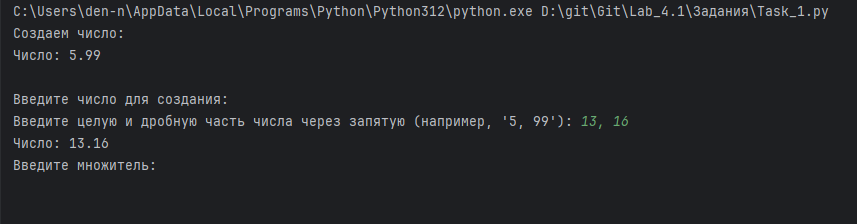 C:\Users\den-n\AppData\Local\Programs\Python\Python312\python.exe D:\git\Git\Lab_4.1\Задания\Task_1.py
Создаем число:
Число: 5.99
Введите число для создания:
Введите целую и дробную часть числа через запятую (например, '5, 99'): 13, 16
Число: 13.16
Введите множитель: